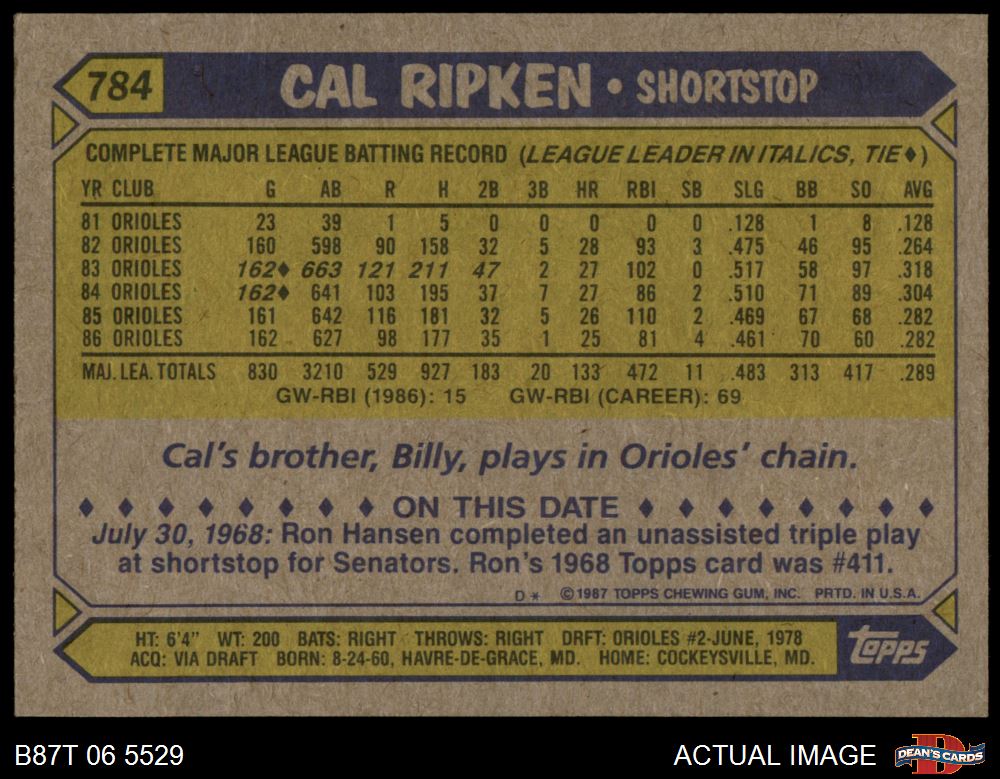 784 CAL RIPKEN • SHORTSTOP
COMPLETE MAJOR LEAGUE BATTING RECORD (LEAGUE LEADER IN ITALICS, TIE♦)
YR CLUB G AB R H 2B 3B HR RBI SB SLG BB SO AVG
81 ORIOLES 23 39 1 5 0 0 0 0 0 .128 1 8 .128
82 ORIOLES 160 598 90 158 32 5 28 93 3 .475 46 95 .264
83 ORIOLES 162♦ 663 121 211 47 2 27 102 0 .517 58 97 .318
84 ORIOLES 162♦ 641 103 195 37 7 27 86 2 .510 71 89 .304
85 ORIOLES 161 642 116 181 32 5 26 110 2 .469 67 68 .282
86 ORIOLES 162 627 98 177 35 1 25 81 4 .461 70 60 .282
MAJ. LEA. TOTALS 830 3210 529 927 183 20 133 472 11 .483 313 417 .289
GW-RBI (1986): 15 GW-RBI (CAREER): 69
Cal's brother, Billy, plays in Orioles' chain.
♦ ♦ ♦ ♦ ♦ ♦ ♦ ♦ ON THIS DATE ♦ ♦ ♦ ♦ ♦ ♦ ♦ ♦
July 30, 1968: Ron Hansen completed an unassisted triple play
at shortstop for Senators. Ron's 1968 Topps card was #411.
D* ©1987 TOPPS CHEWING GUM, INC. PRTD. IN U.S.A.
HT: 6'4" WT: 200 BATS: RIGHT THROWS: RIGHT DRFT: ORIOLES #2-JUNE, 1978
ACQ: VIA DRAFT BORN: 8-24-60, HAVRE-DE-GRACE, MD. HOME: COCKEYSVILLE, MD.
topps
B87T 06 5529 ACTUAL IMAGE D DEAN'S CARDS